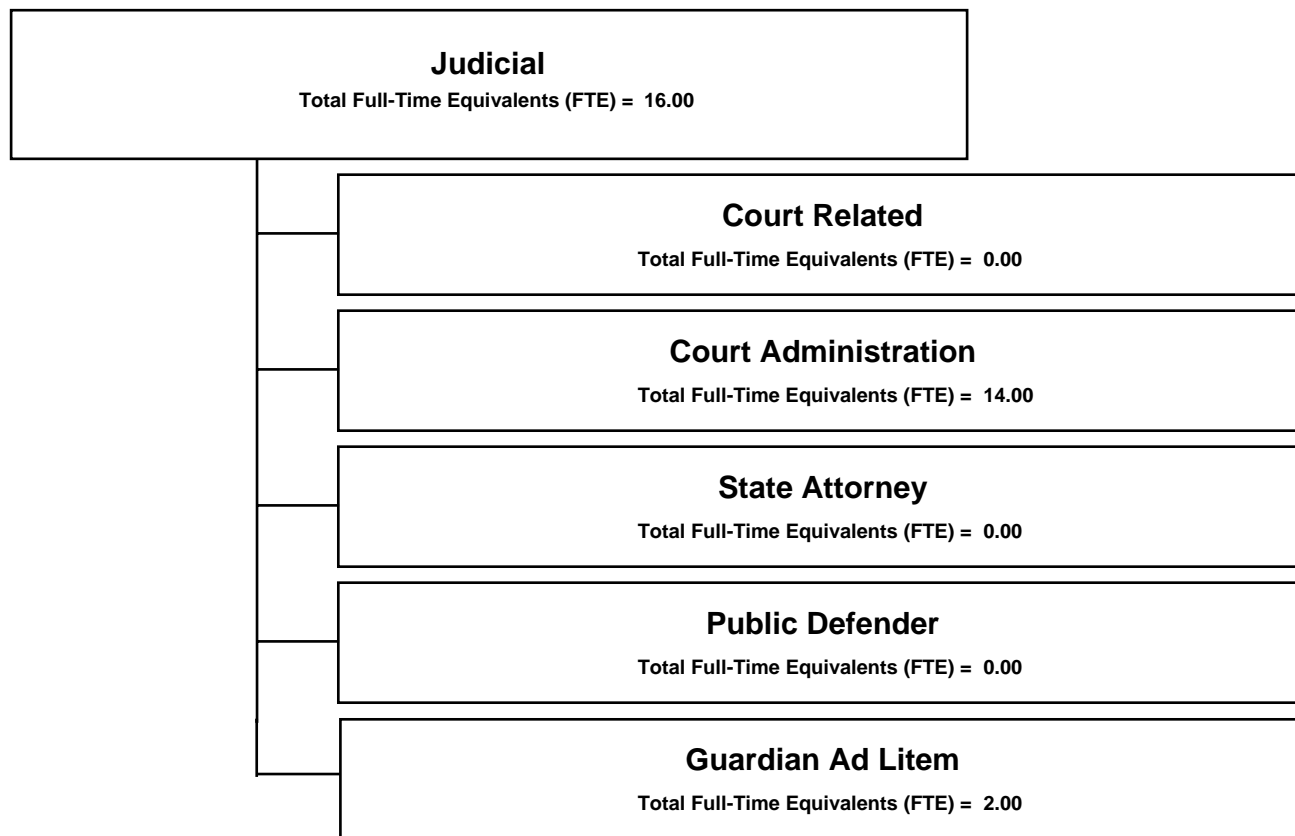 Judicial
Total Full-Time Equivalents (FTE) = 16.00
Court Related
Total Full-Time Equivalents (FTE) = 0.00
Court Administration
Total Full-Time Equivalents (FTE) = 14.00
State Attorney
Total Full-Time Equivalents (FTE) = 0.00
Public Defender
Total Full-Time Equivalents (FTE) = 0.00
Guardian Ad Litem
Total Full-Time Equivalents (FTE) = 2.00